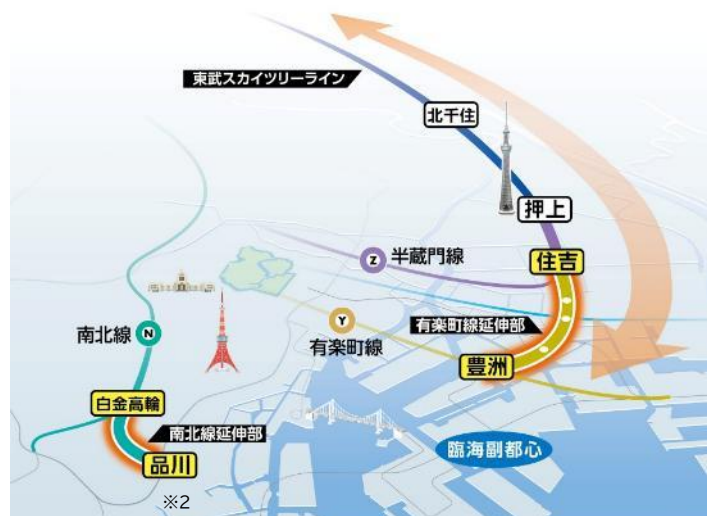 東武スカイツリーライン
北千住
押上
Z
半蔵門線
住吉
有楽町線延伸部
Y
有楽町線
豊洲
南北線
N
白金高輪
南北線延伸部
品川
※2
臨海副都心